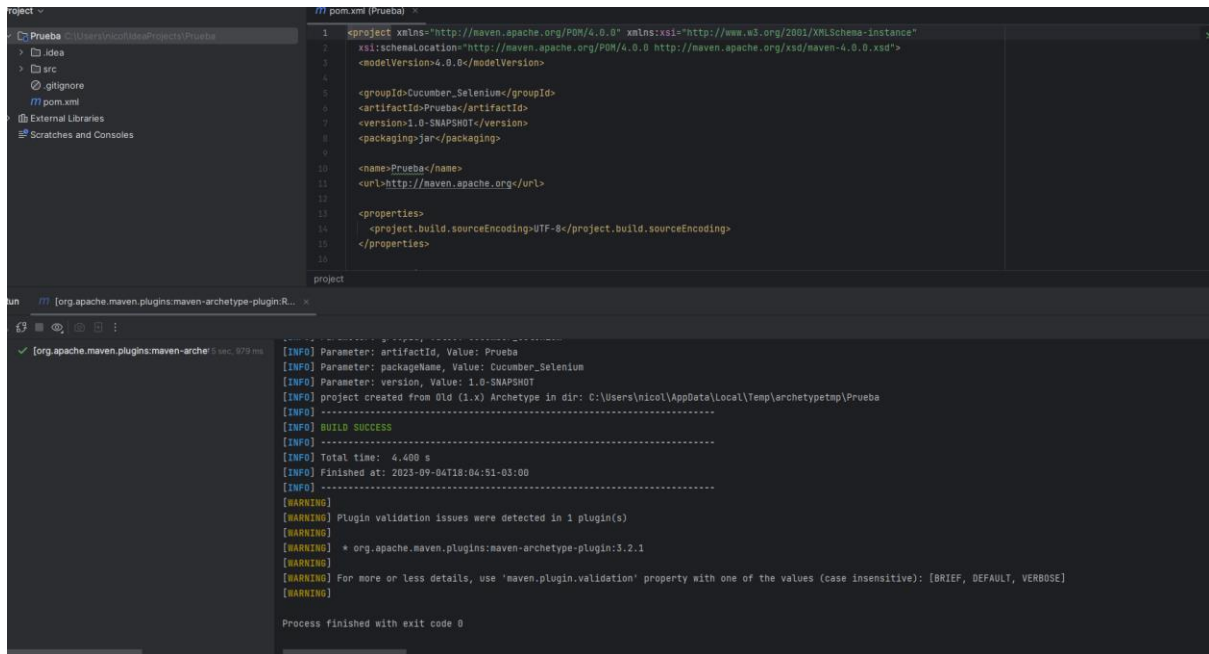 Project
Prueba C:\Users\nicol\IdeaProjects\Prueba
.idea
src
.gitignore
pom.xml
External Libraries
Scratches and Consoles
pom.xml (Prueba)
1 <project xmlns="http://maven.apache.org/POM/4.0.0" xmlns:xsi="http://www.w3.org/2001/XMLSchema-instance"
2 xsi:schemaLocation="http://maven.apache.org/POM/4.0.0 http://maven.apache.org/xsd/maven-4.0.0.xsd">
3 <modelVersion>4.0.0</modelVersion>
4
5 <groupId>Cucumber_Selenium</groupId>
6 <artifactId>Prueba</artifactId>
7 <version>1.0-SNAPSHOT</version>
8 <packaging>jar</packaging>
9
10 <name>Prueba</name>
11 <url>http://maven.apache.org</url>
12
13 <properties>
14 <project.build.sourceEncoding>UTF-8</project.build.sourceEncoding>
15 </properties>
16
project
Run [org.apache.maven.plugins:maven-archetype-plugin:R...
[org.apache.maven.plugins:maven-archet 5 sec, 979 ms
[INFO] Parameter: artifactId, Value: Prueba
[INFO] Parameter: packageName, Value: Cucumber_Selenium
[INFO] Parameter: version, Value: 1.0-SNAPSHOT
[INFO] project created from Old (1.x) Archetype in dir: C:\Users\nicol\AppData\Local\Temp\archetypetmp\Prueba
[INFO] ------------------------------------------------------------------------
[INFO] BUILD SUCCESS
[INFO] ------------------------------------------------------------------------
[INFO] Total time: 4.400 s
[INFO] Finished at: 2023-09-04T18:04:51-03:00
[INFO] ------------------------------------------------------------------------
[WARNING]
[WARNING] Plugin validation issues were detected in 1 plugin(s)
[WARNING]
[WARNING] * org.apache.maven.plugins:maven-archetype-plugin:3.2.1
[WARNING]
[WARNING] For more or less details, use 'maven.plugin.validation' property with one of the values (case insensitive): [BRIEF, DEFAULT, VERBOSE]
[WARNING]
Process finished with exit code 0